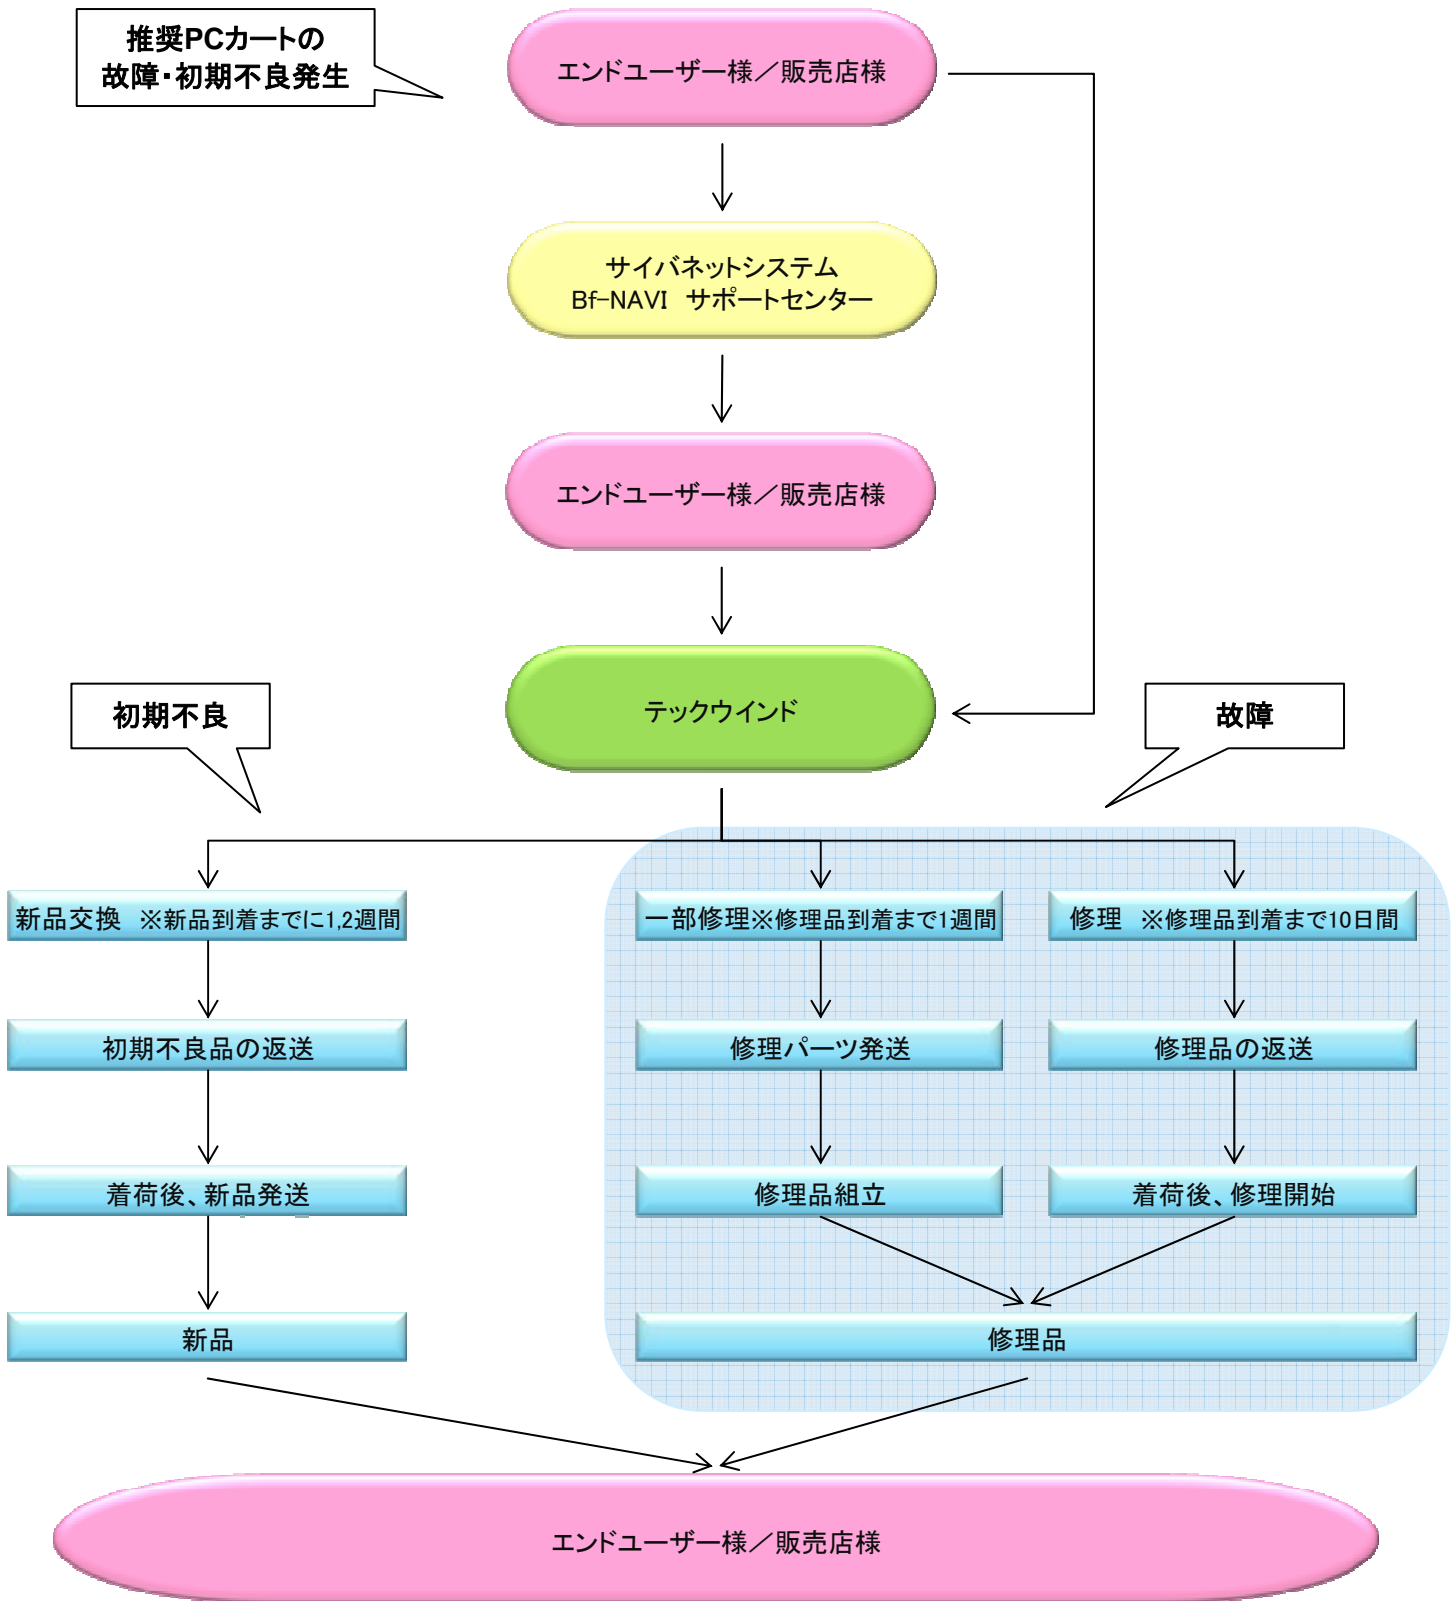 推奨PCカートの
故障・初期不良発生
エンドユーザー様／販売店様
サイバネットシステム
Bf-NAVI　サポートセンター
エンドユーザー様／販売店様
テックウインド
初期不良
故障
新品交換　※新品到着までに1,2週間
一部修理※修理品到着まで1週間
修理　※修理品到着まで10日間
初期不良品の返送
修理パーツ発送
修理品の返送
着荷後、新品発送
修理品組立
着荷後、修理開始
新品
修理品
エンドユーザー様／販売店様